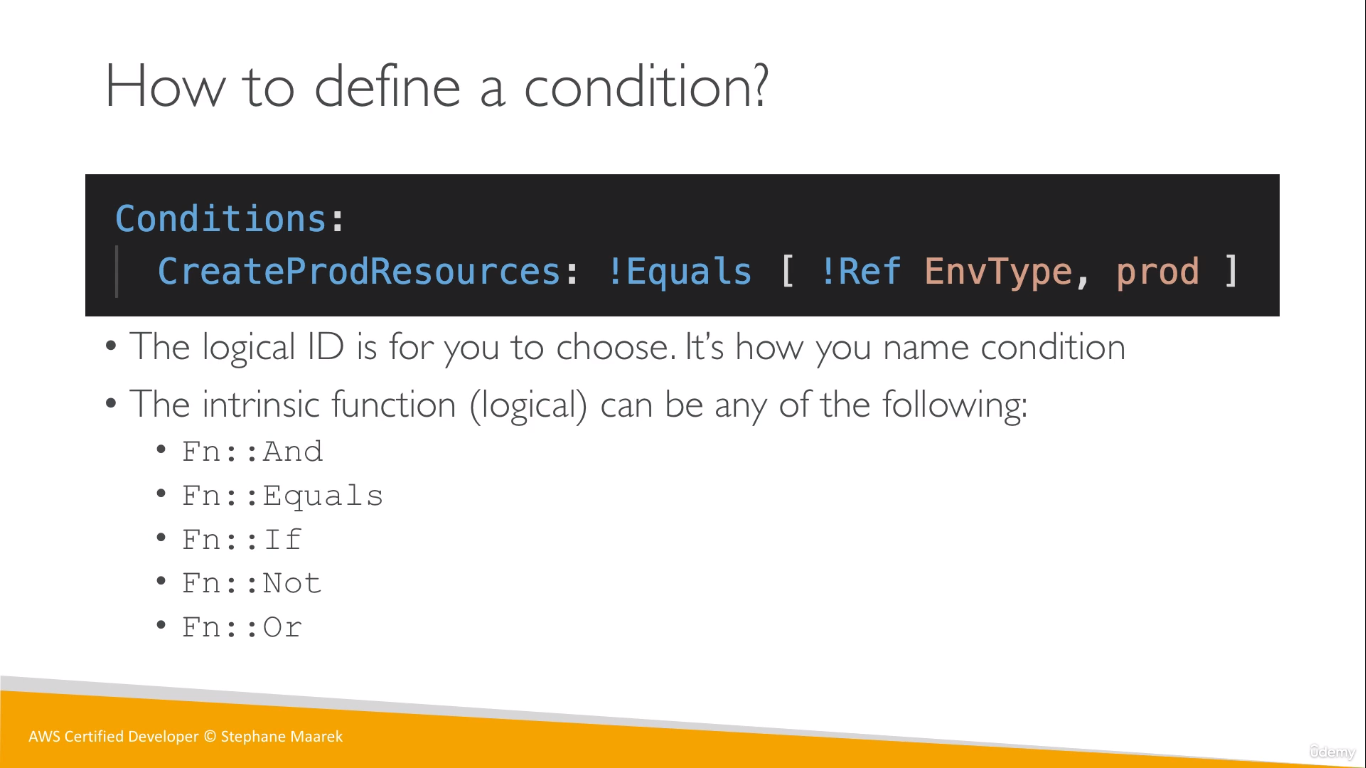 How to define a condition?
Conditions:
CreateProdResources: !Equals [ !Ref EnvType, prod ]
• The logical ID is for you to choose. It's how you name condition
• The intrinsic function (logical) can be any of the following:
• Fn::And
• Fn::Equals
• Fn::If
• Fn::Not
• Fn::Or
AWS Certified Developer © Stephane Maarek
ûdemy